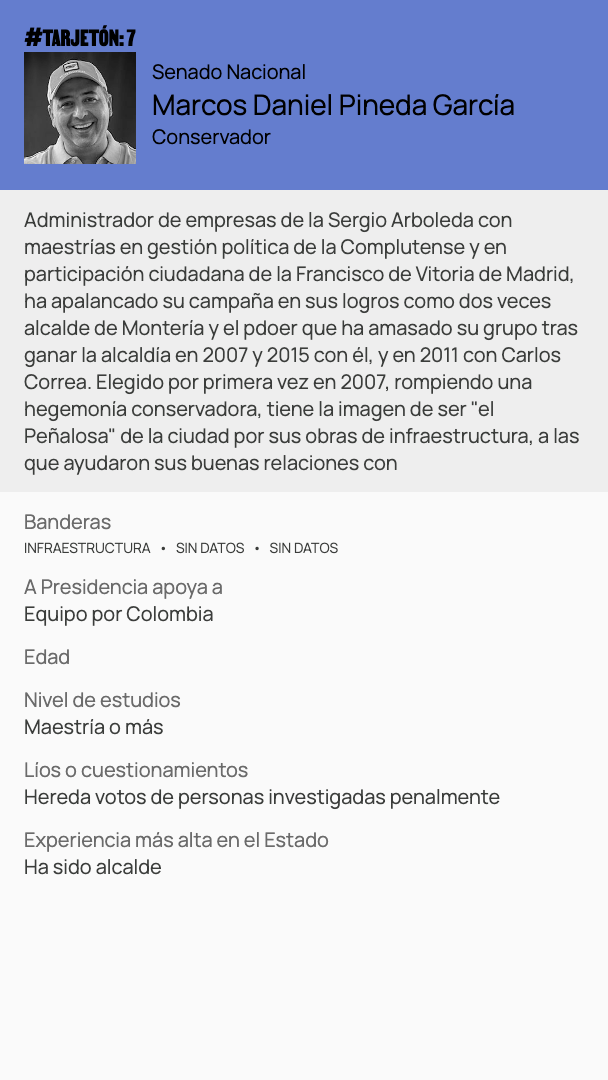 #TARJETÓN: 7
Senado Nacional
Marcos Daniel Pineda García
Conservador
Administrador de empresas de la Sergio Arboleda con
maestrías en gestión política de la Complutense y en
participación ciudadana de la Francisco de Vitoria de Madrid,
ha apalancado su campaña en sus logros como dos veces
alcalde de Montería y el pdoer que ha amasado su grupo tras
ganar la alcaldía en 2007 y 2015 con él, y en 2011 con Carlos
Correa. Elegido por primera vez en 2007, rompiendo una
hegemonía conservadora, tiene la imagen de ser "el
Peñalosa" de la ciudad por sus obras de infraestructura, a las
que ayudaron sus buenas relaciones con
Banderas
INFRAESTRUCTURA • SIN DATOS • SIN DATOS
A Presidencia apoya a
Equipo por Colombia
Edad
Nivel de estudios
Maestría o más
Líos o cuestionamientos
Hereda votos de personas investigadas penalmente
Experiencia más alta en el Estado
Ha sido alcalde